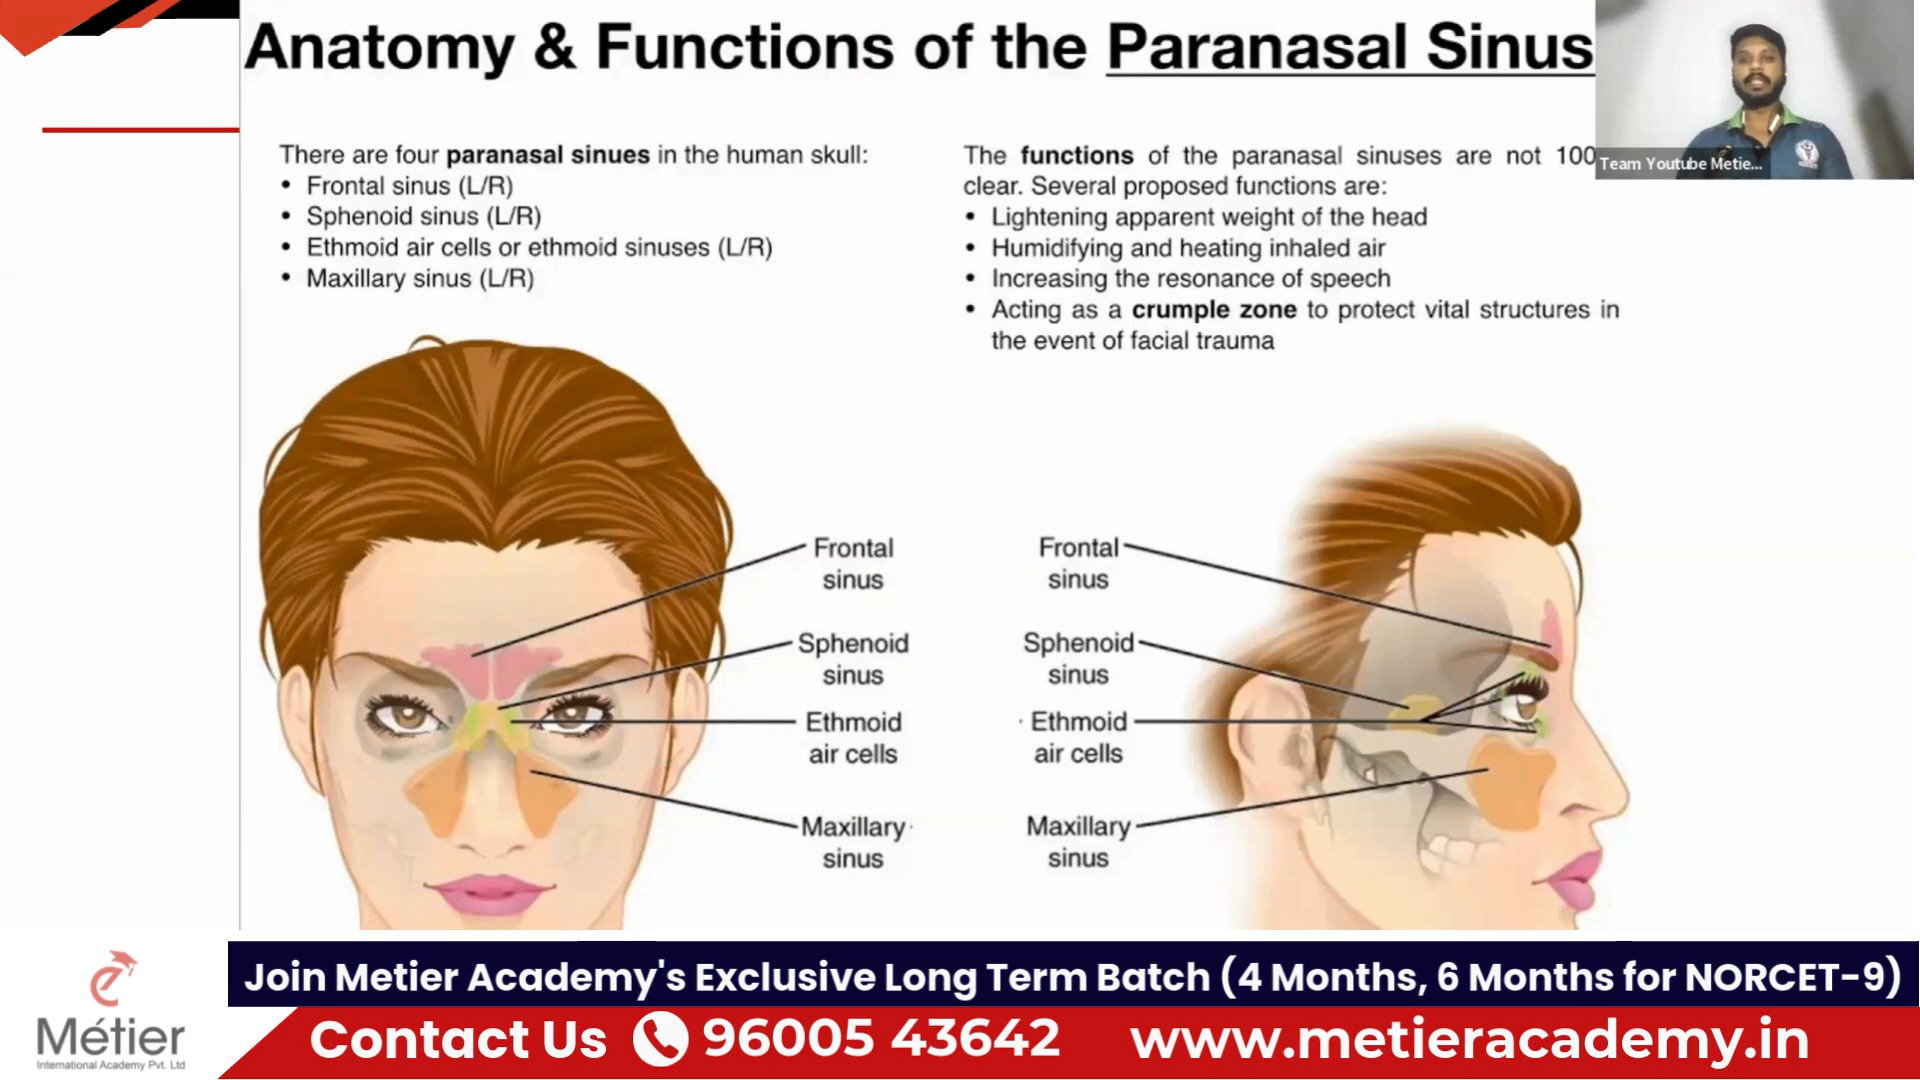 Anatomy & Functions of the Paranasal Sinus
There are four paranasal sinues in the human skull:
• Frontal sinus (L/R)
• Sphenoid sinus (L/R)
• Ethmoid air cells or ethmoid sinuses (L/R)
• Maxillary sinus (L/R)
The functions of the paranasal sinuses are not 100
clear. Several proposed functions are:
• Lightening apparent weight of the head
• Humidifying and heating inhaled air
• Increasing the resonance of speech
• Acting as a crumple zone to protect vital structures in
the event of facial trauma
Team Youtube Metie...
Frontal
sinus
Sphenoid
sinus
Ethmoid
air cells
Maxillary
sinus
Frontal
sinus
Sphenoid
sinus
Ethmoid
air cells
Maxillary
sinus
Métier
International Academy Pvt. Ltd
Join Metier Academy's Exclusive Long Term Batch (4 Months, 6 Months for NORCET-9)
Contact Us 96005 43642 www.metieracademy.in